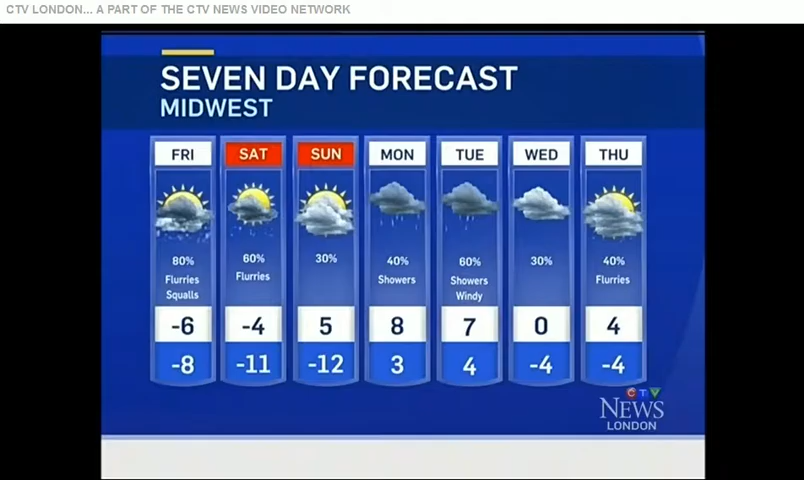 CTV LONDON... A PART OF THE CTV NEWS VIDEO NETWORK
SEVEN DAY FORECAST
MIDWEST
FRI SAT SUN MON TUE WED THU
80% 60% 30% 40% 60% 30% 40%
Flurries Flurries Showers Showers Flurries
Squalls Windy
-6 -4 5 8 7 0 4
-8 -11 -12 3 4 -4 -4
CTV
NEWS
LONDON